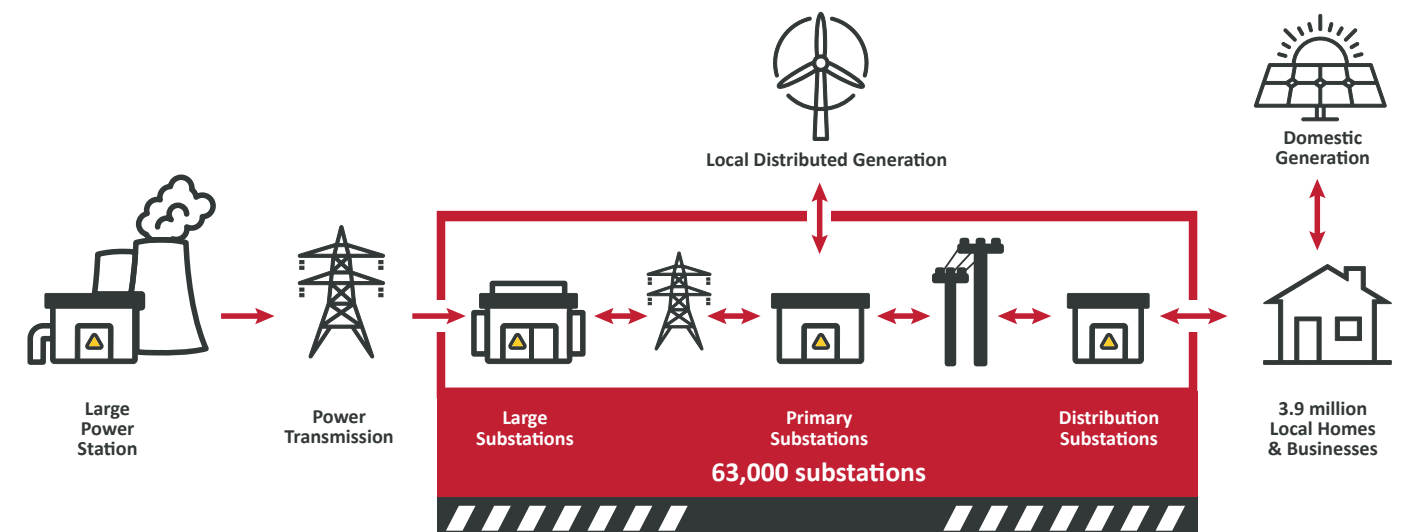 Local Distributed Generation
Domestic
Generation
Large
Power
Station
Power
Transmission
Large
Substations
Primary
Substations
Distribution
Substations
63,000 substations
3.9 million
Local Homes
& Businesses